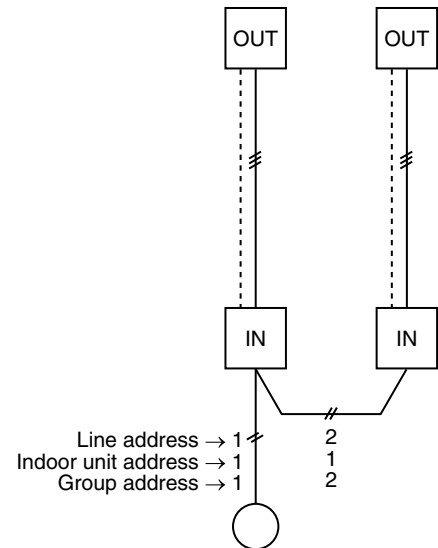 OUT OUT
IN IN
Line address → 1 2
Indoor unit address → 1 1
Group address → 1 2